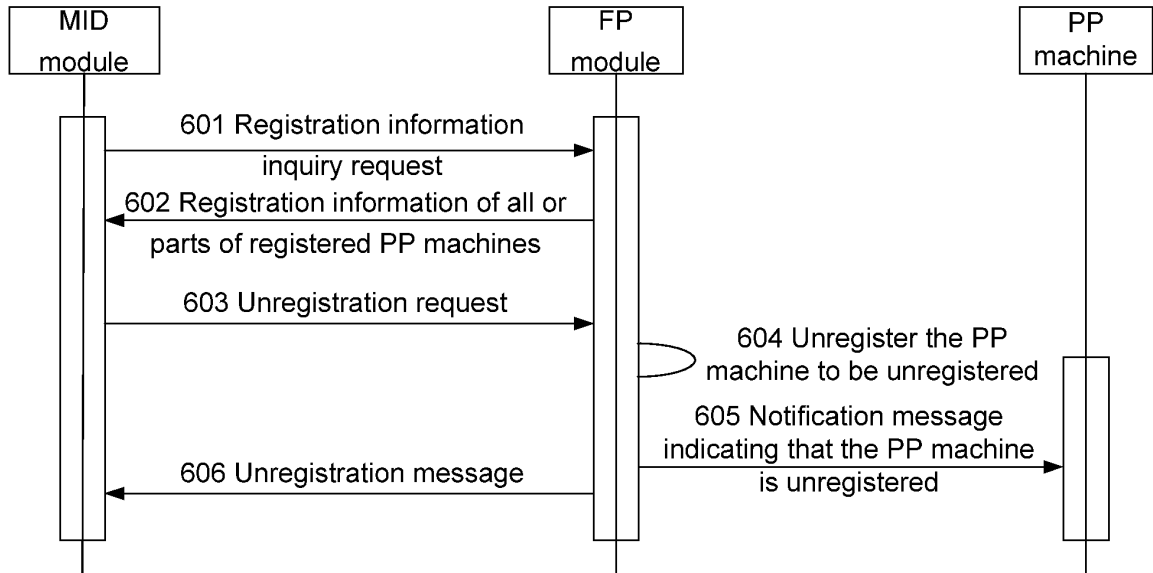 MID
module
FP
module
PP
machine
601 Registration information
inquiry request
602 Registration information of all or
parts of registered PP machines
603 Unregistration request
604 Unregister the PP
machine to be unregistered
605 Notification message
indicating that the PP machine
is unregistered
606 Unregistration message